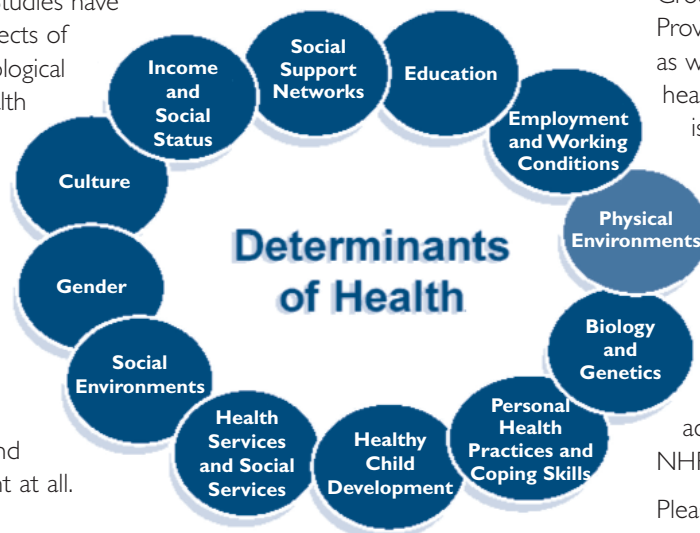 Studies have
ects of
ological
lth
nd
nt at all.
Determinants
of Health
Income
and
Social
Status
Social
Support
Networks
Education
Employment
and Working
Conditions
Physical
Environments
Biology
and
Genetics
Personal
Health
Practices and
Coping Skills
Healthy
Child
Development
Health
Services
and Social
Services
Social
Environments
Gender
Culture
Prov
as w
hea
is
ac
Plea